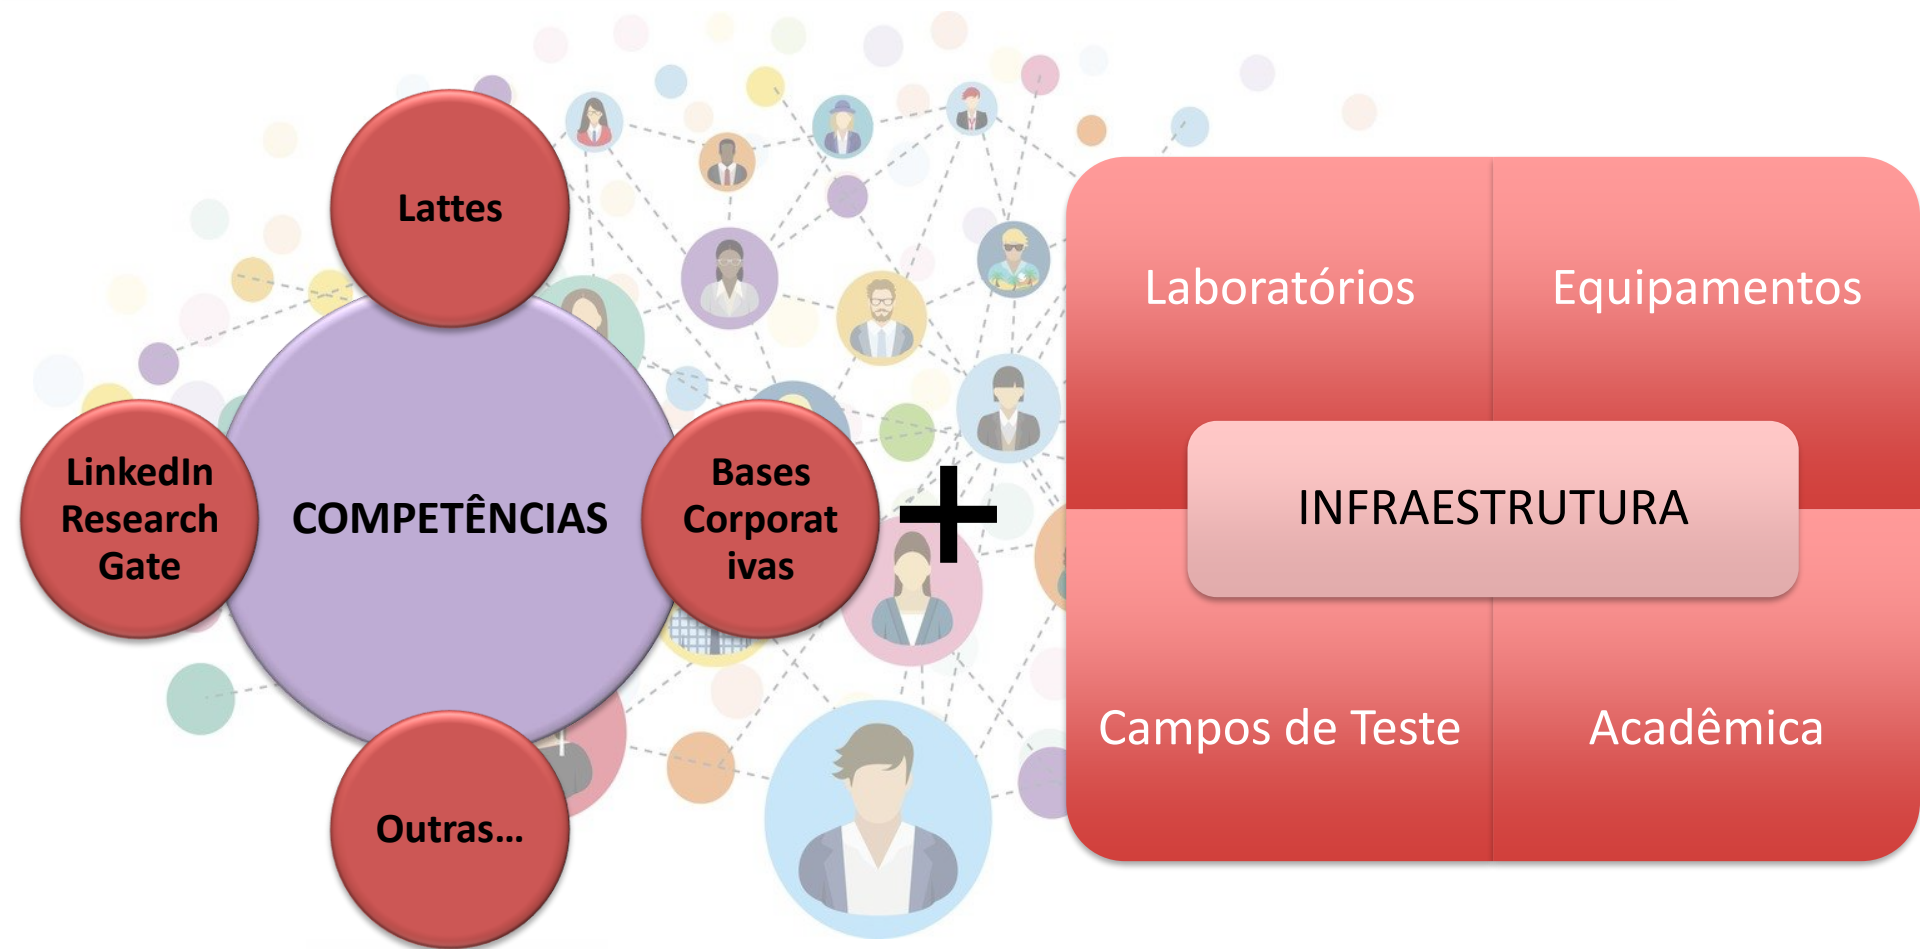 Lattes
LinkedIn
Research
Gate
COMPETÊNCIAS
Bases
Corporat
ivas
Outras...
+
Laboratórios
Equipamentos
INFRAESTRUTURA
Campos de Teste
Acadêmica